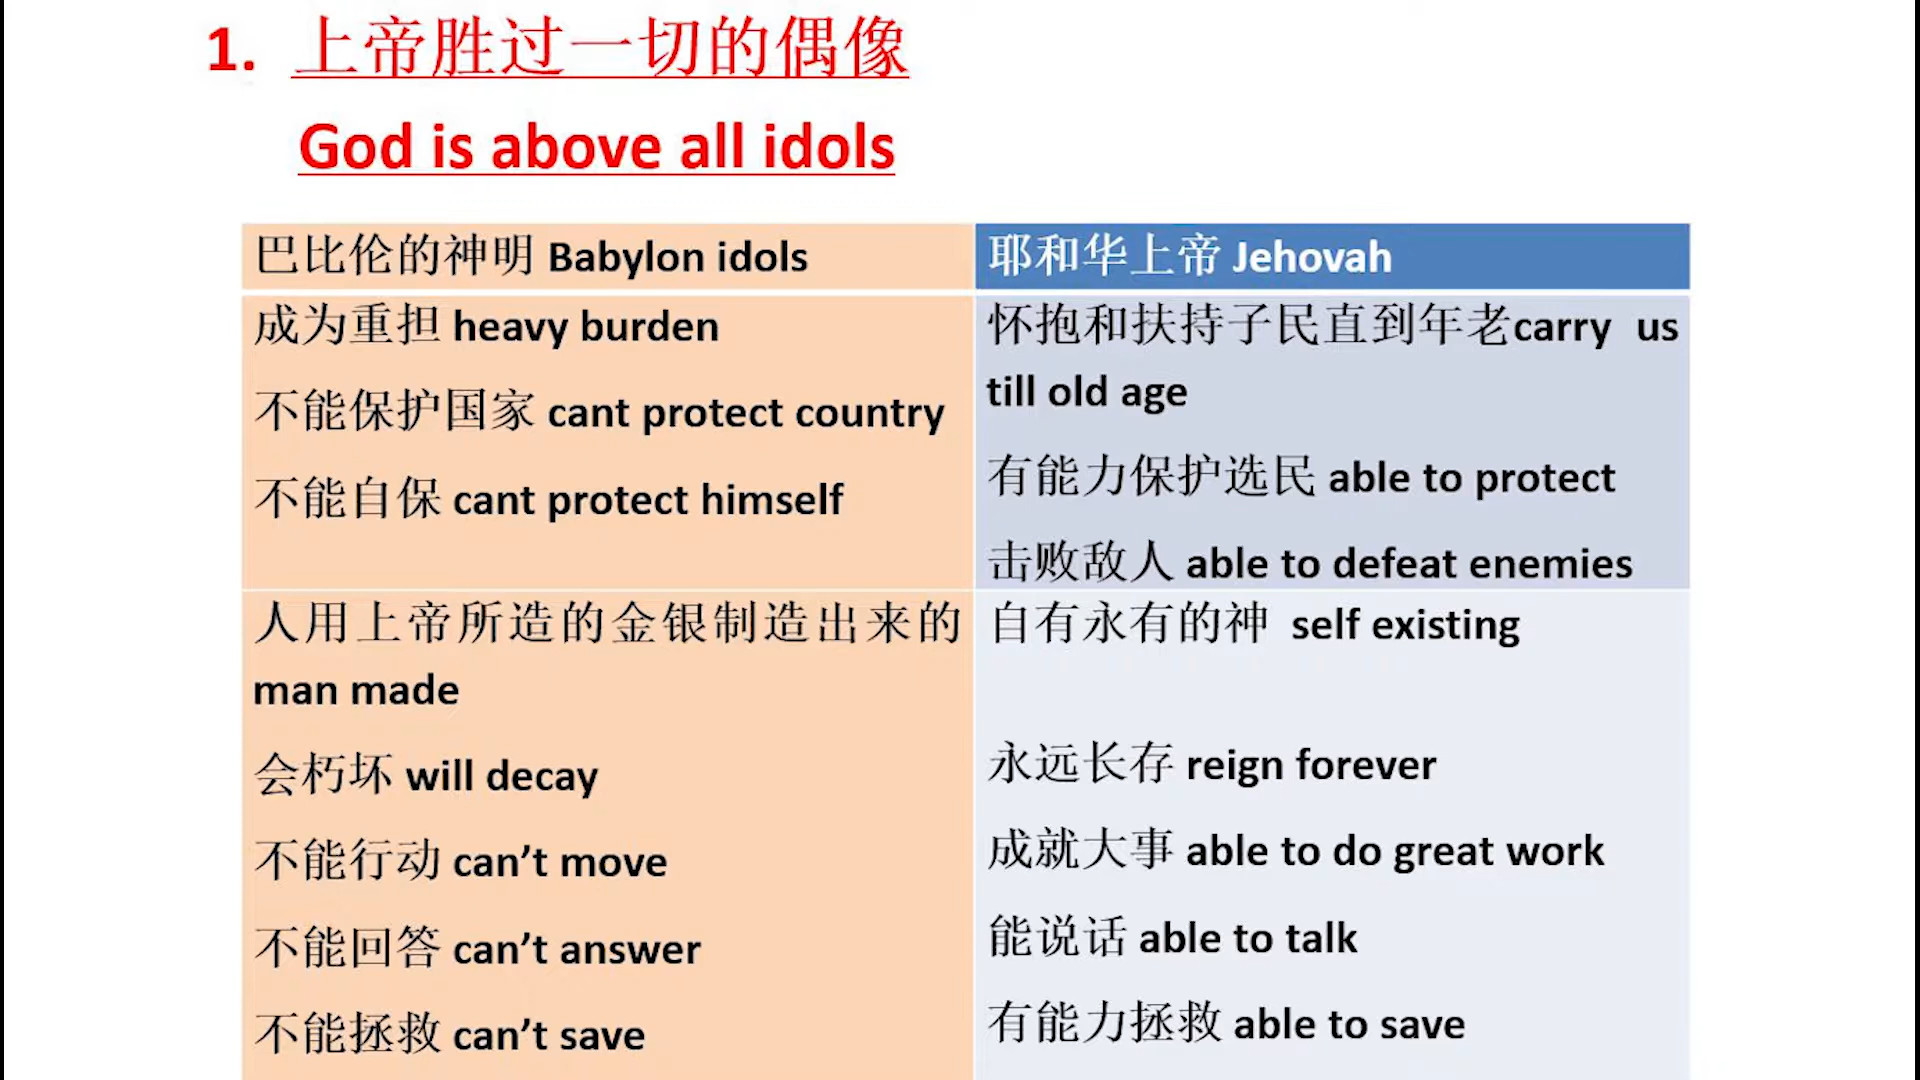 1. 上帝胜过一切的偶像
God is above all idols
巴比伦的神明 Babylon idols
耶和华上帝 Jehovah
成为重担 heavy burden
不能保护国家 cant protect country
不能自保 cant protect himself
怀抱和扶持子民直到年老carry us
till old age
有能力保护选民 able to protect
击败敌人 able to defeat enemies
人用上帝所造的金银制造出来的
man made
会朽坏 will decay
不能行动 can’t move
不能回答 can’t answer
不能拯救 can’t save
自有永有的神 self existing
永远长存 reign forever
成就大事 able to do great work
能说话 able to talk
有能力拯救 able to save